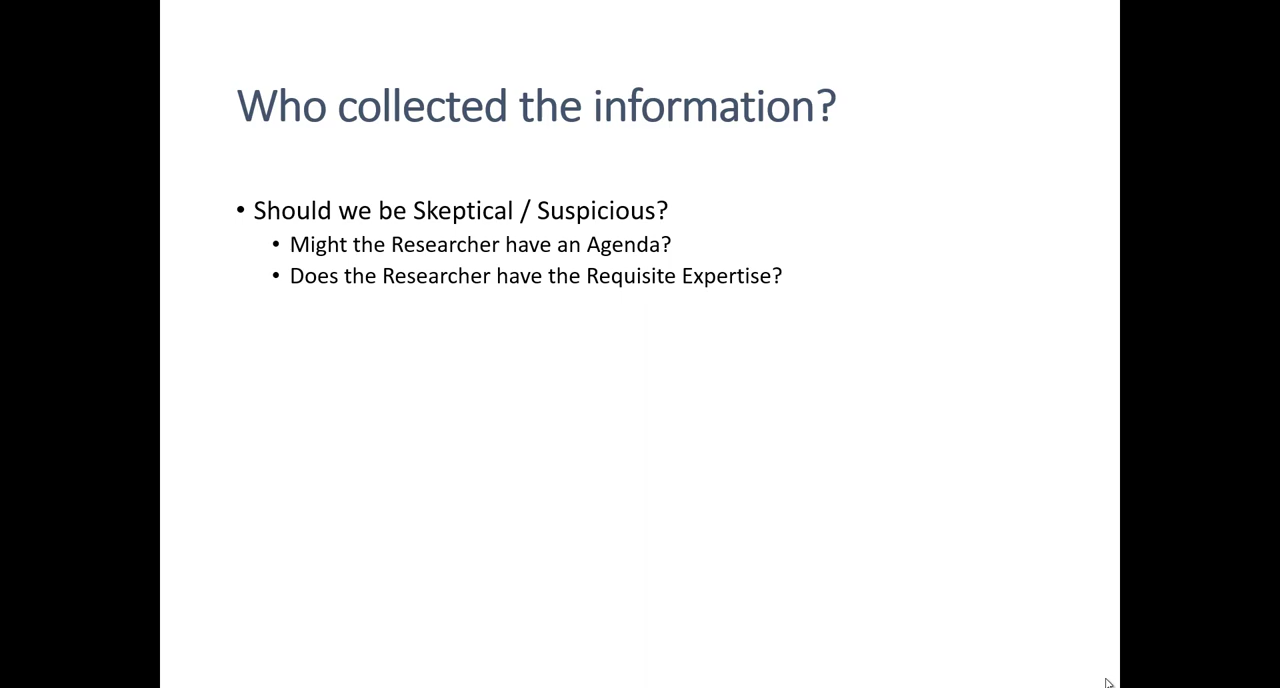 Who collected the information?
• Should we be Skeptical / Suspicious?
• Might the Researcher have an Agenda?
• Does the Researcher have the Requisite Expertise?